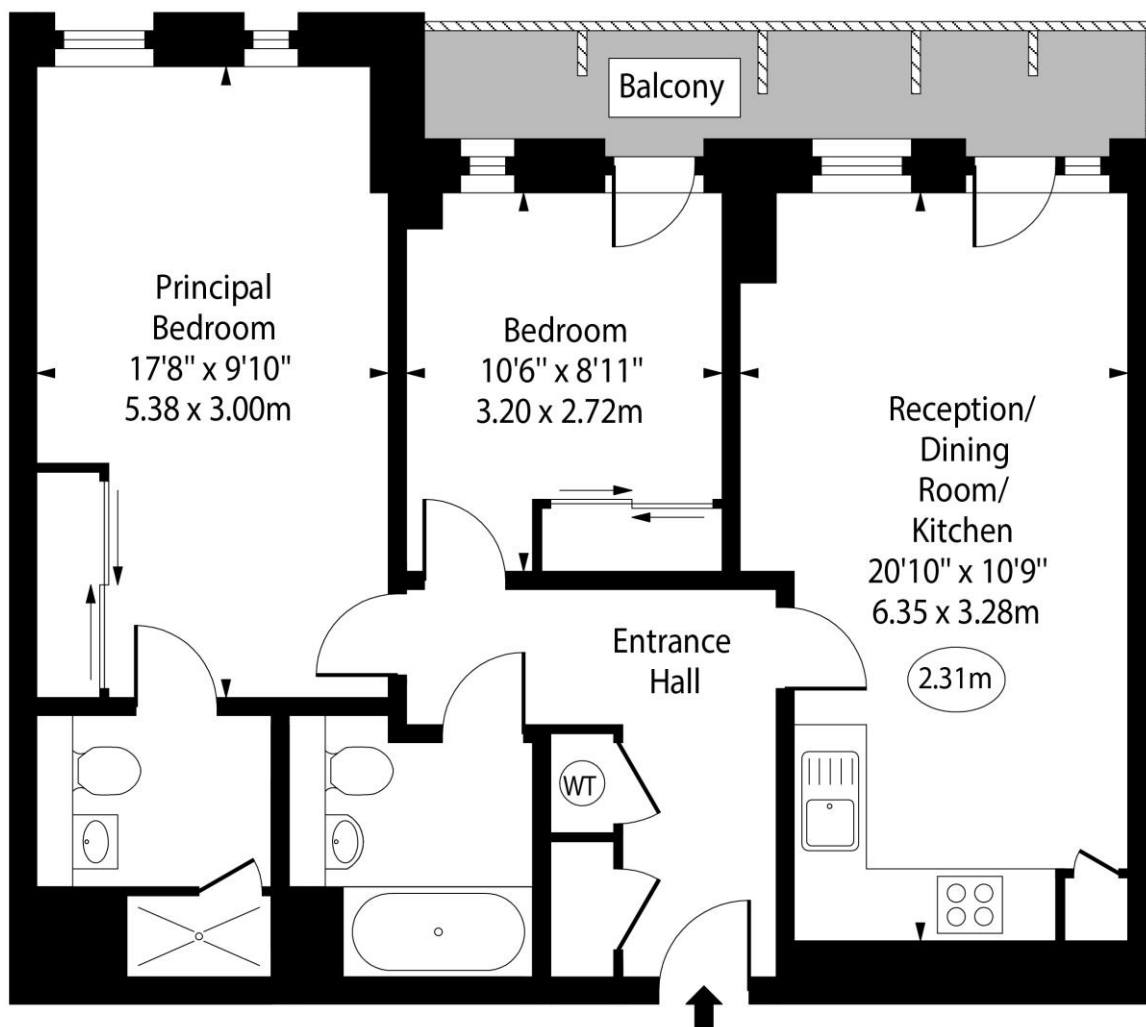 Balcony
Principal
Bedroom
17'8" x 9'10"
5.38 x 3.00m
Bedroom
10'6" x 8'11"
3.20 x 2.72m
Reception/
Dining
Room/
Kitchen
20'10" x 10'9"
6.35 x 3.28m
2.31m
Entrance
Hall
WT